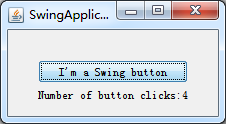 SwingApplic...
I'm a Swing button
Number of button clicks:4